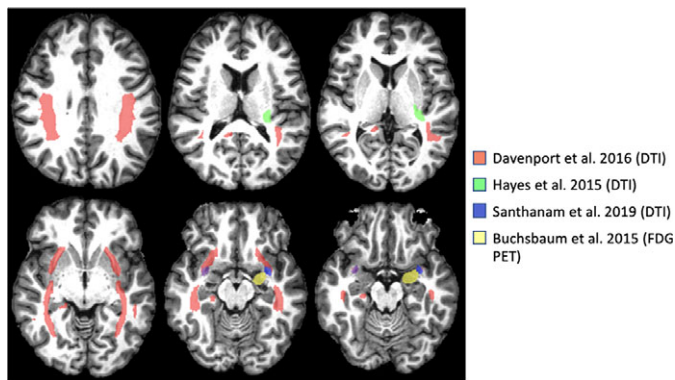 Davenport et al. 2016 (DTI)
Hayes et al. 2015 (DTI)
Santhanam et al. 2019 (DTI)
Buchsbaum et al. 2015 (FDG
PET)